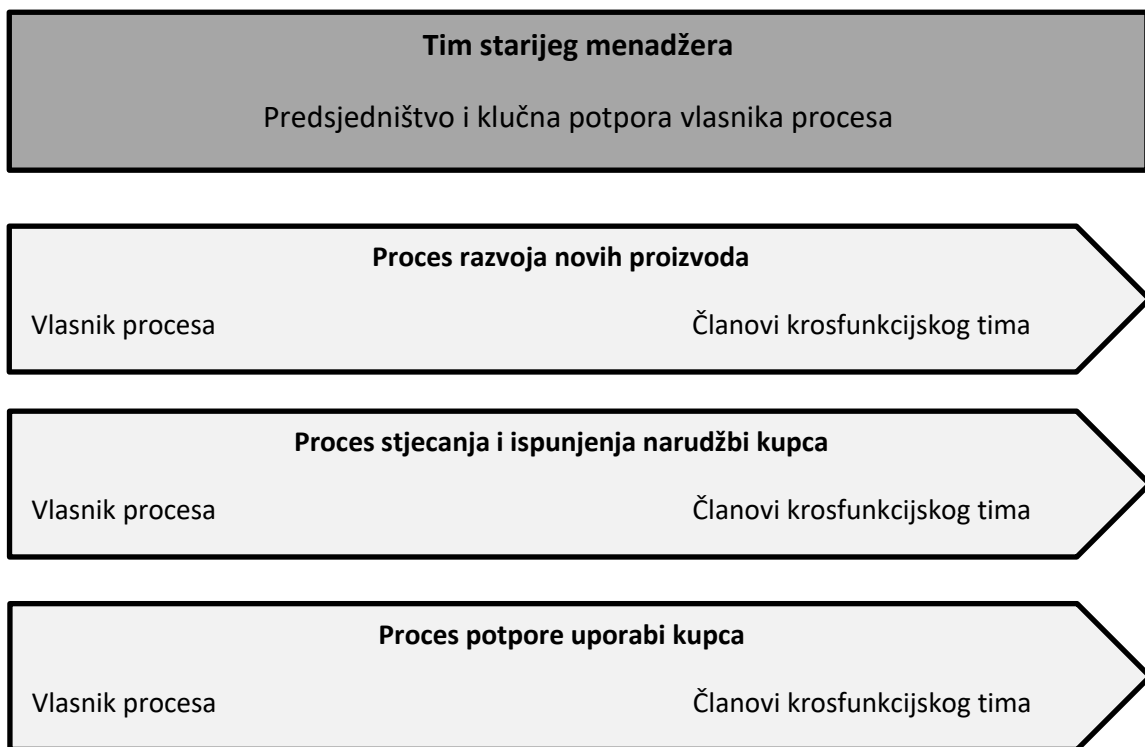 Tim starijeg menadžera
Predsjedništvo i klučna potpora vlasnika procesa
Proces razvoja novih proizvoda
Vlasnik procesa Članovi krosfunkcijskog tima
Proces stjecanja i ispunjenja narudžbi kupca
Vlasnik procesa Članovi krosfunkcijskog tima
Proces potpore uporabi kupca
Vlasnik procesa Članovi krosfunkcijskog tima